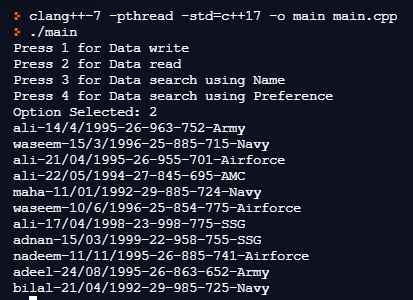 > clang++-7 -pthread -std=c++17 -o main main.cpp
> ./main
Press 1 for Data write
Press 2 for Data read
Press 3 for Data search using Name
Press 4 for Data search using Preference
Option Selected: 2
ali-14/4/1995-26-963-752-Army
waseem-15/3/1996-25-885-715-Navy
ali-21/04/1995-26-955-701-Airforce
ali-22/05/1994-27-845-695-AMC
maha-11/01/1992-29-885-724-Navy
waseem-10/6/1996-25-854-775-Airforce
ali-17/04/1998-23-998-775-SSG
adnan-15/03/1999-22-958-755-SSG
nadeem-11/11/1995-26-885-741-Airforce
adeel-24/08/1995-26-863-652-Army
bilal-21/04/1992-29-985-725-Navy